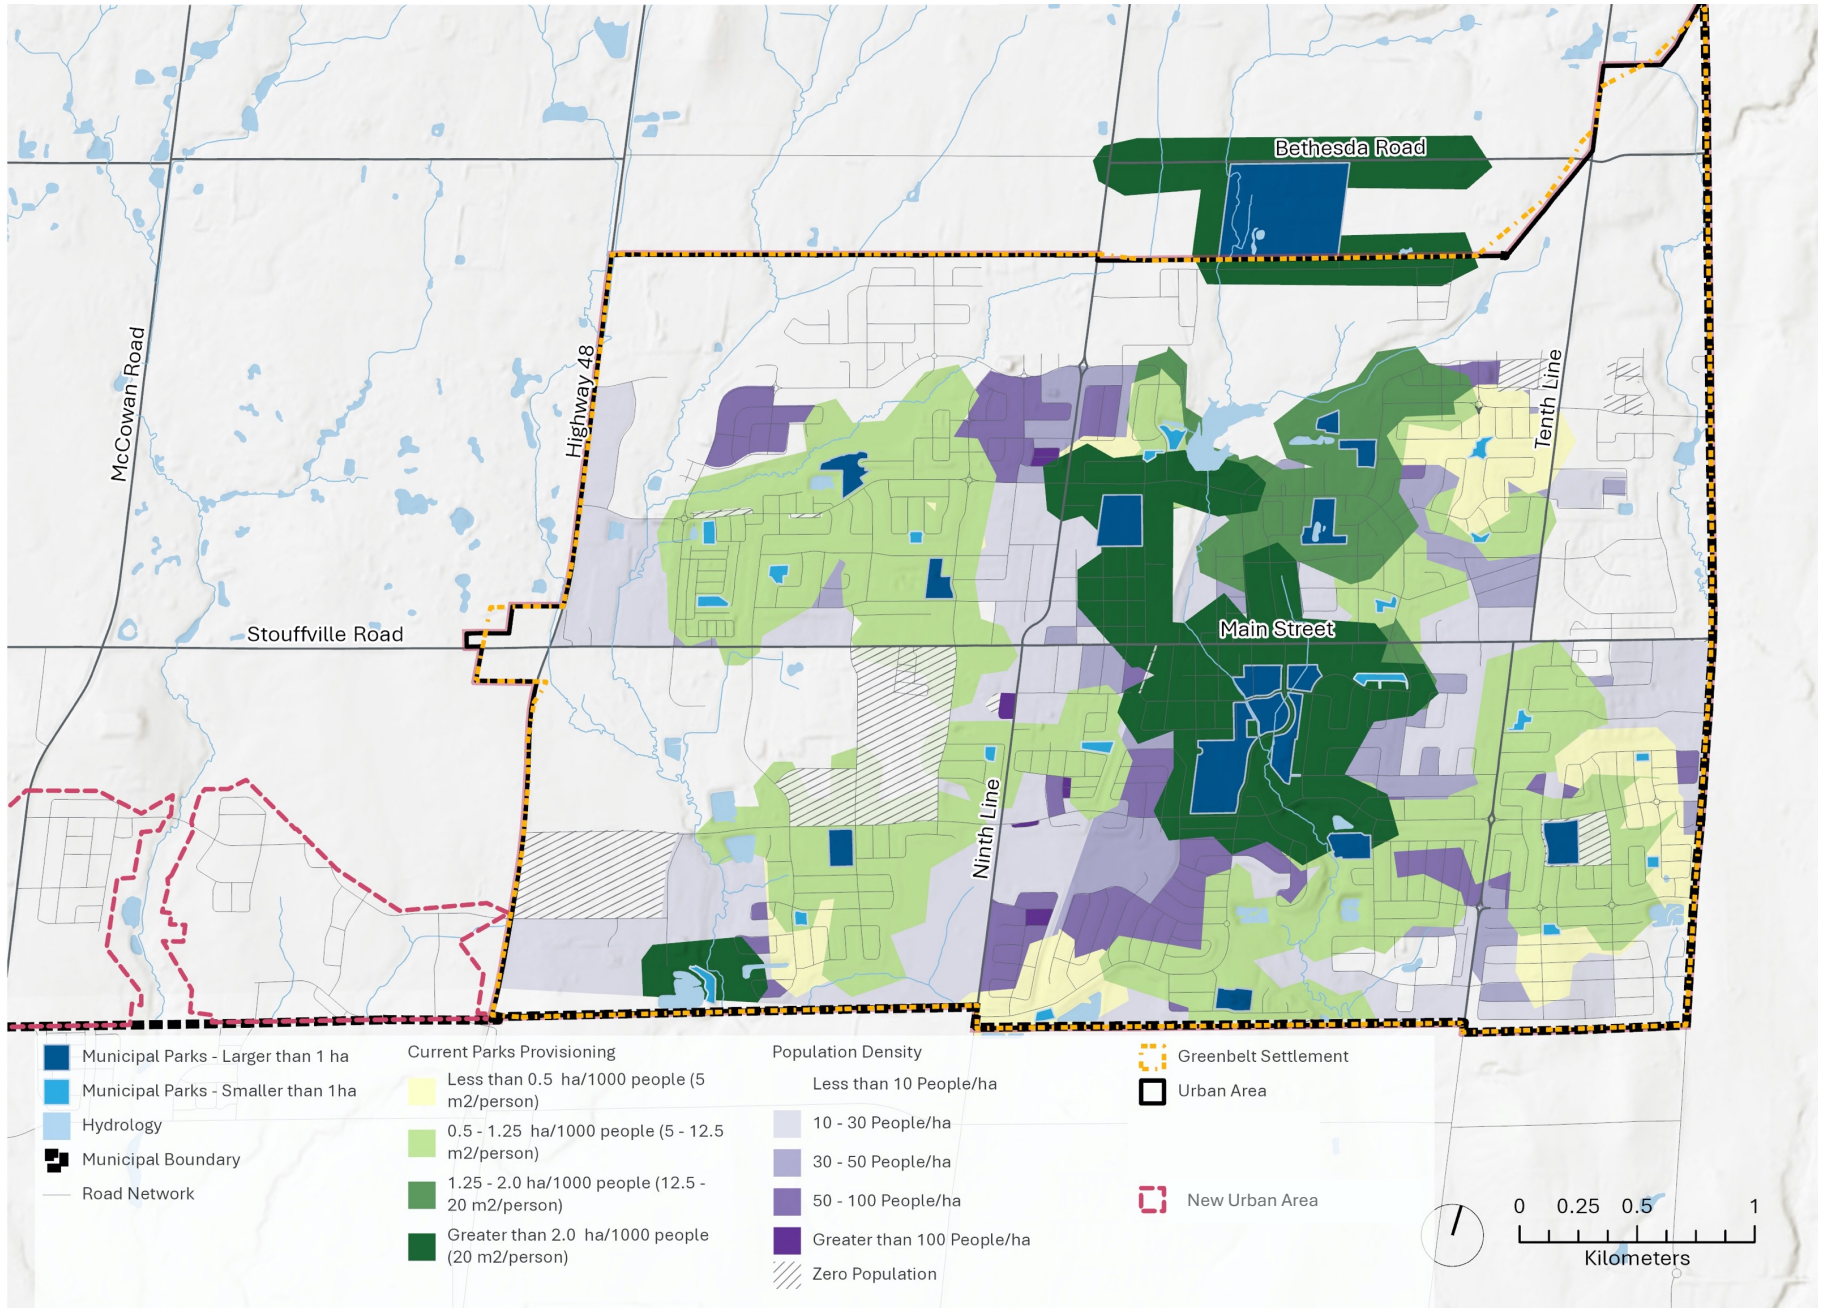 Bethesda Road
McCowan Road
Highway 48
Tenth Line
Stouffville Road
Main Street
Ninth Line
Municipal Parks - Larger than 1 ha
Municipal Parks - Smaller than 1ha
Hydrology
Municipal Boundary
Road Network
Current Parks Provisioning
Less than 0.5 ha/1000 people (5
m2/person)
0.5 - 1.25 ha/1000 people (5 - 12.5
m2/person)
1.25 - 2.0 ha/1000 people (12.5 -
20 m2/person)
Greater than 2.0 ha/1000 people
(20 m2/person)
Population Density
Less than 10 People/ha
10 - 30 People/ha
30 - 50 People/ha
50 - 100 People/ha
Greater than 100 People/ha
Zero Population
Greenbelt Settlement
Urban Area
New Urban Area
0 0.25 0.5 1
Kilometers